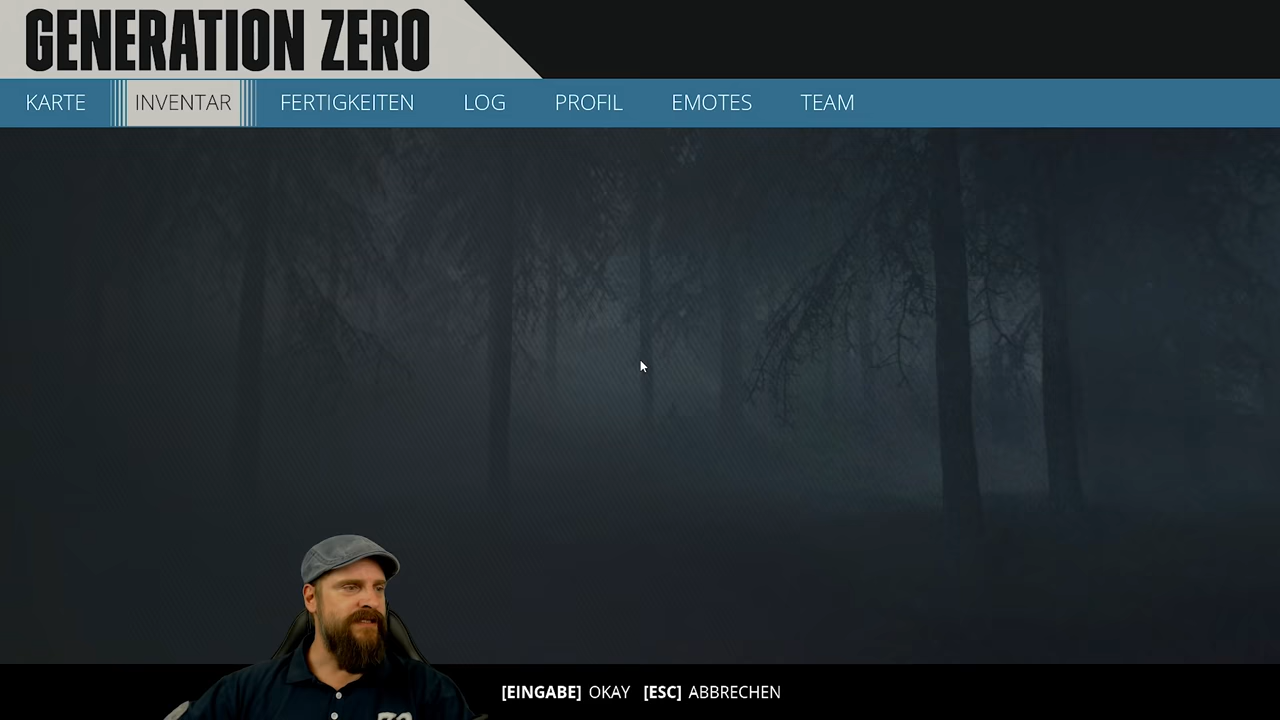 GENERATION ZERO
KARTE INVENTAR FERTIGKEITEN LOG PROFIL EMOTES TEAM
[EINGABE] OKAY [ESC] ABBRECHEN